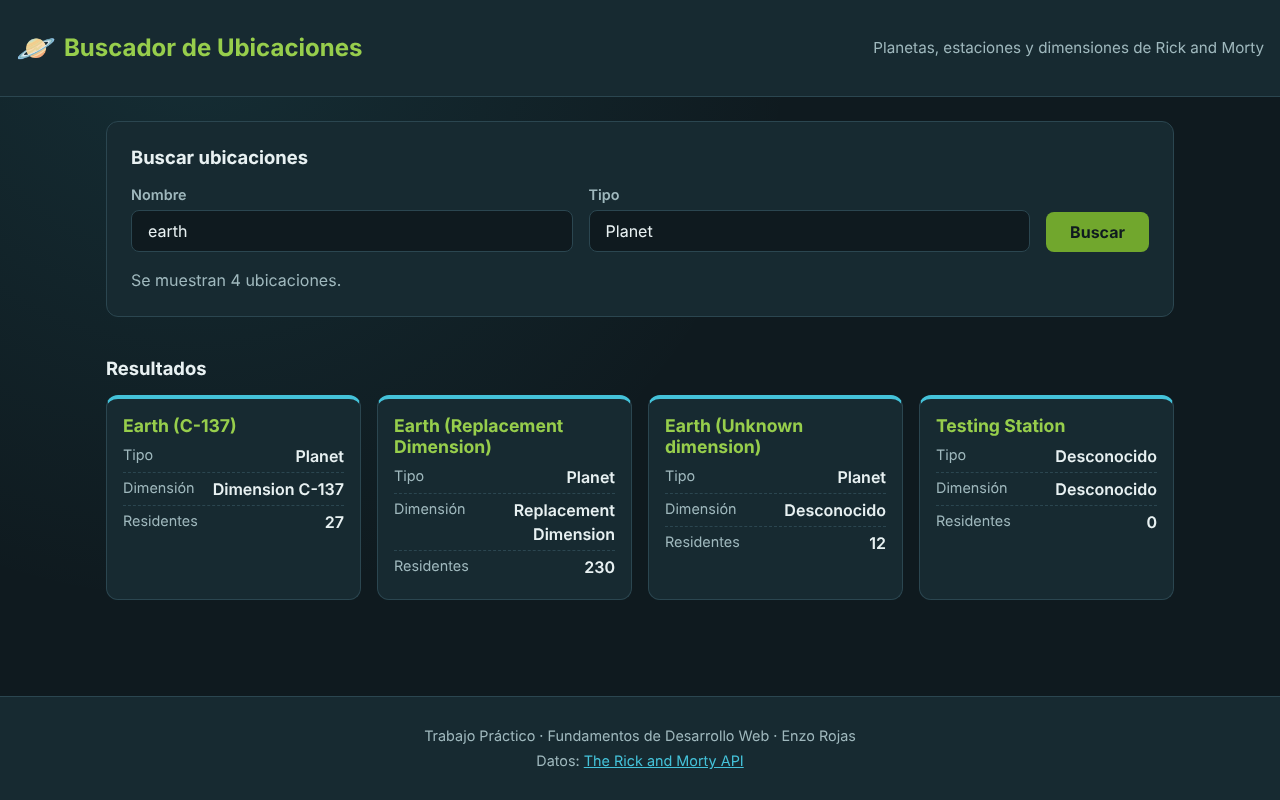 Buscador de Ubicaciones
Planetas, estaciones y dimensiones de Rick and Morty
Buscar ubicaciones
Nombre
Tipo
earth
Planet
Buscar
Se muestran 4 ubicaciones.
Resultados
Earth (C-137)
Tipo Planet
Dimensión Dimension C-137
Residentes 27
Earth (Replacement
Dimension)
Tipo Planet
Dimensión Replacement
Dimension
Residentes 230
Earth (Unknown
dimension)
Tipo Planet
Dimensión Desconocido
Residentes 12
Testing Station
Tipo Desconocido
Dimensión Desconocido
Residentes 0
Trabajo Práctico · Fundamentos de Desarrollo Web · Enzo Rojas
Datos: The Rick and Morty API